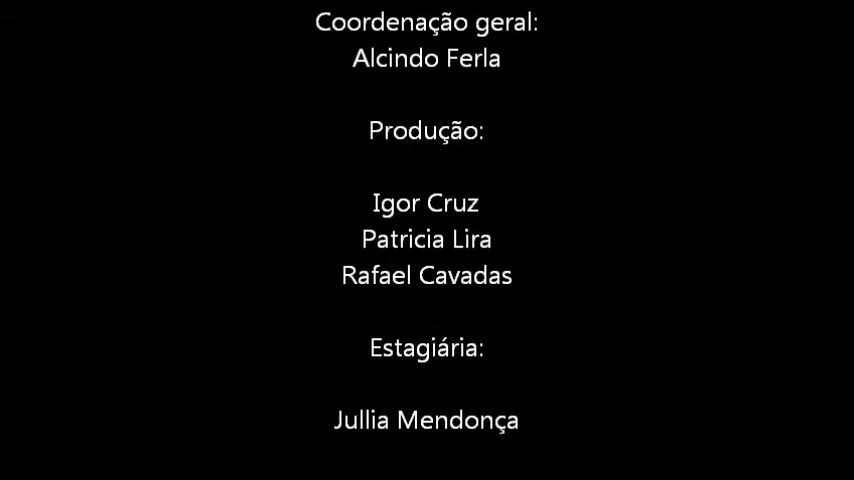 Coordenação geral:
Alcindo Ferla
Produção:
Igor Cruz
Patricia Lira
Rafael Cavadas
Estagiária:
Jullia Mendonça